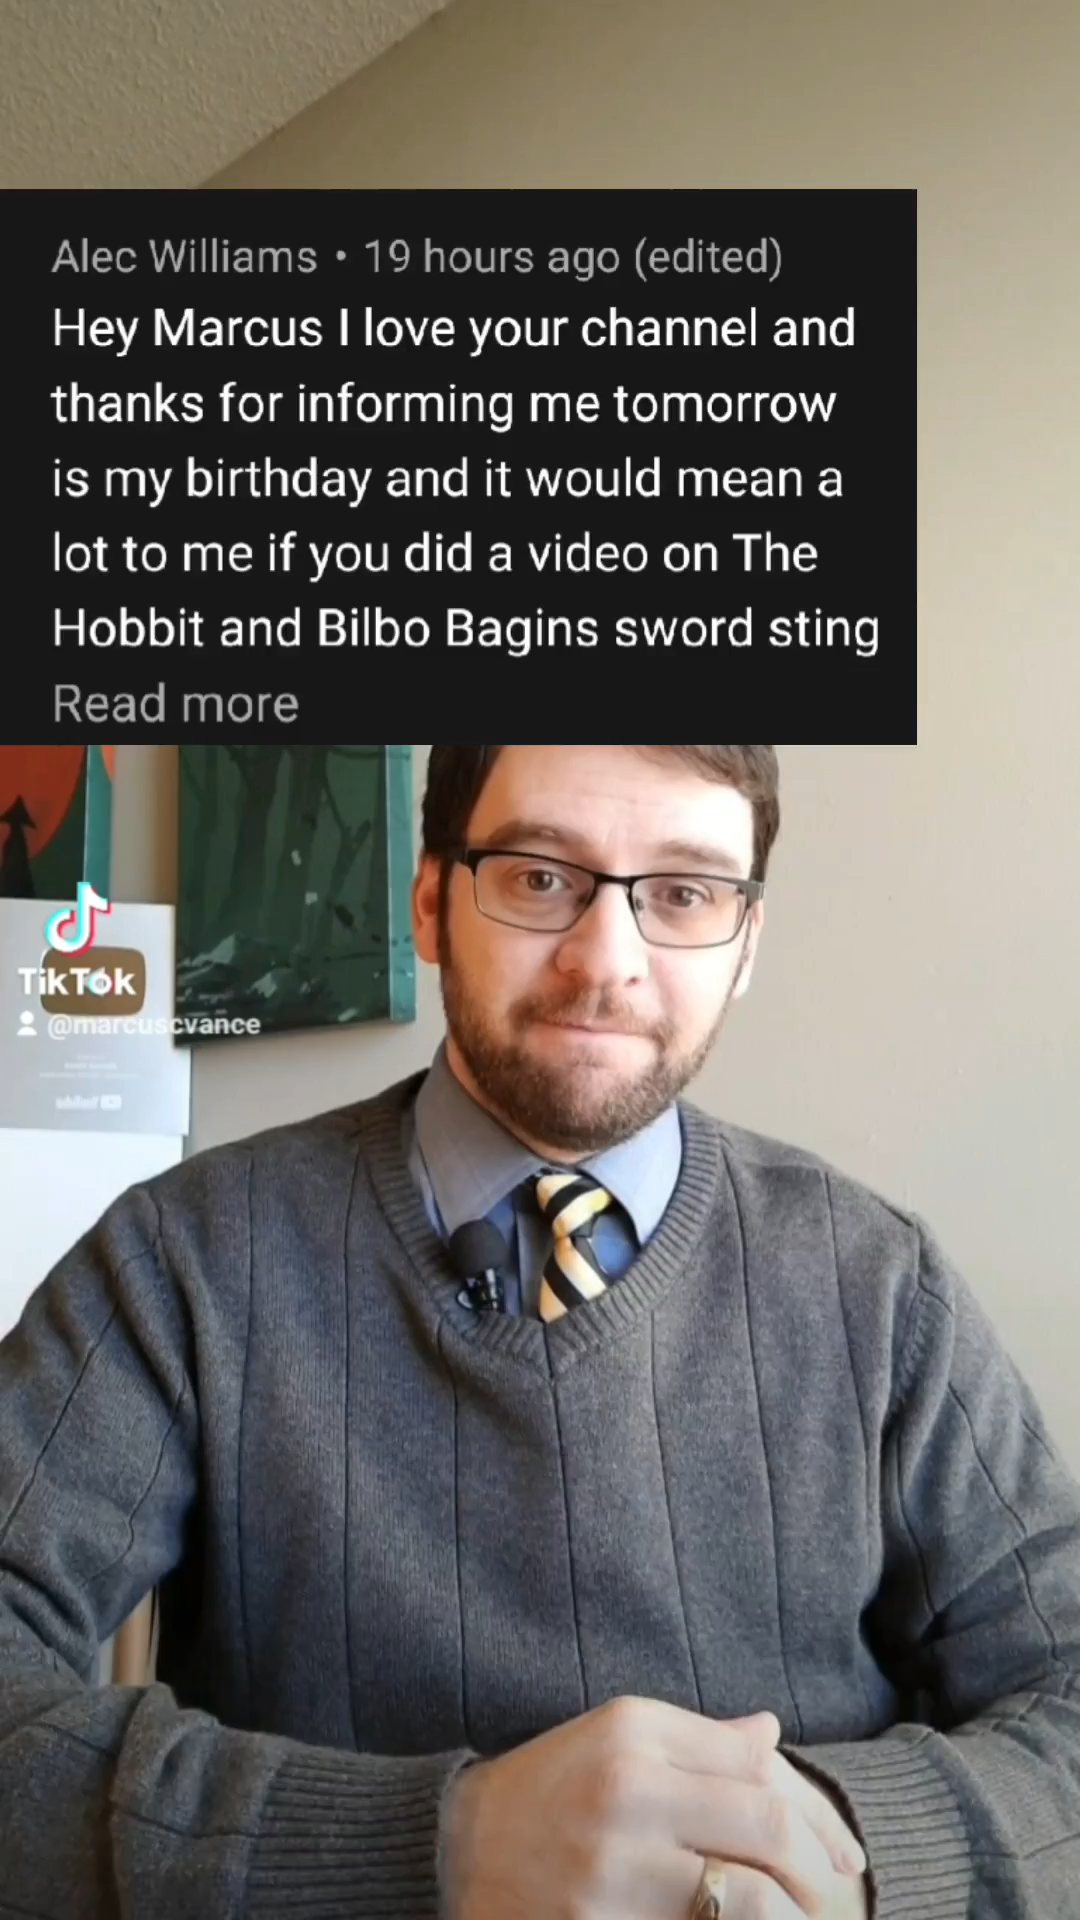 Alec Williams • 19 hours ago (edited)
Hey Marcus I love your channel and
thanks for informing me tomorrow
is my birthday and it would mean a
lot to me if you did a video on The
Hobbit and Bilbo Bagins sword sting
Read more
TikTok
@marcuscvance